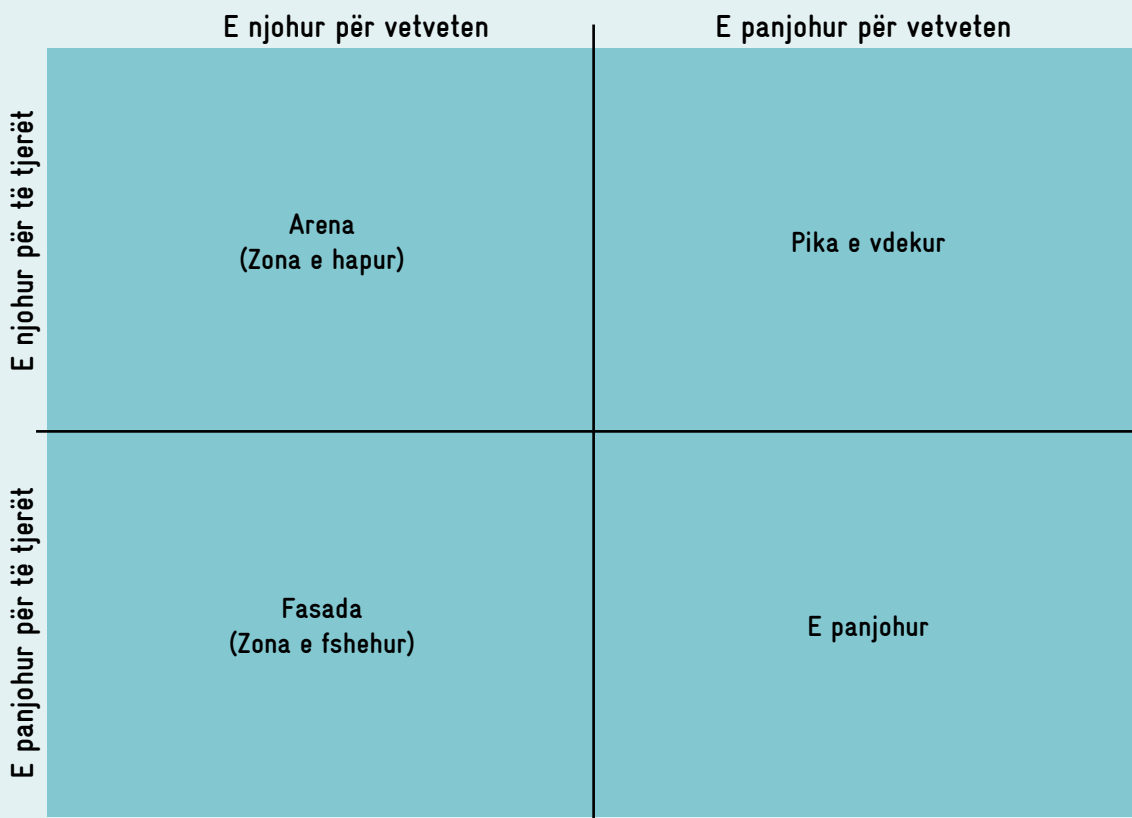 E njohur për vetveten
E panjohur për vetveten
E njohur për të tjerët
Arena
(Zona e hapur)
Pika e vdekur
E panjohur për të tjerët
Fasada
(Zona e fshehur)
E panjohur